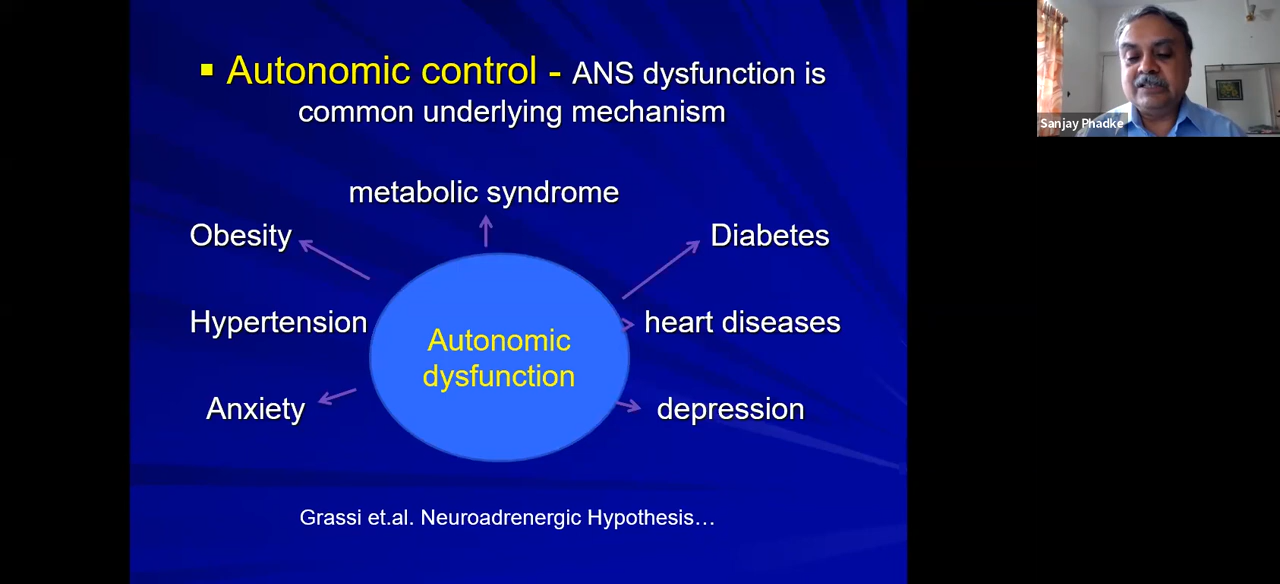 ▪ Autonomic control - ANS dysfunction is
common underlying mechanism
metabolic syndrome
Obesity
Diabetes
Hypertension
heart diseases
Autonomic
dysfunction
Anxiety
depression
Grassi et.al. Neuroadrenergic Hypothesis…
Sanjay Phadke